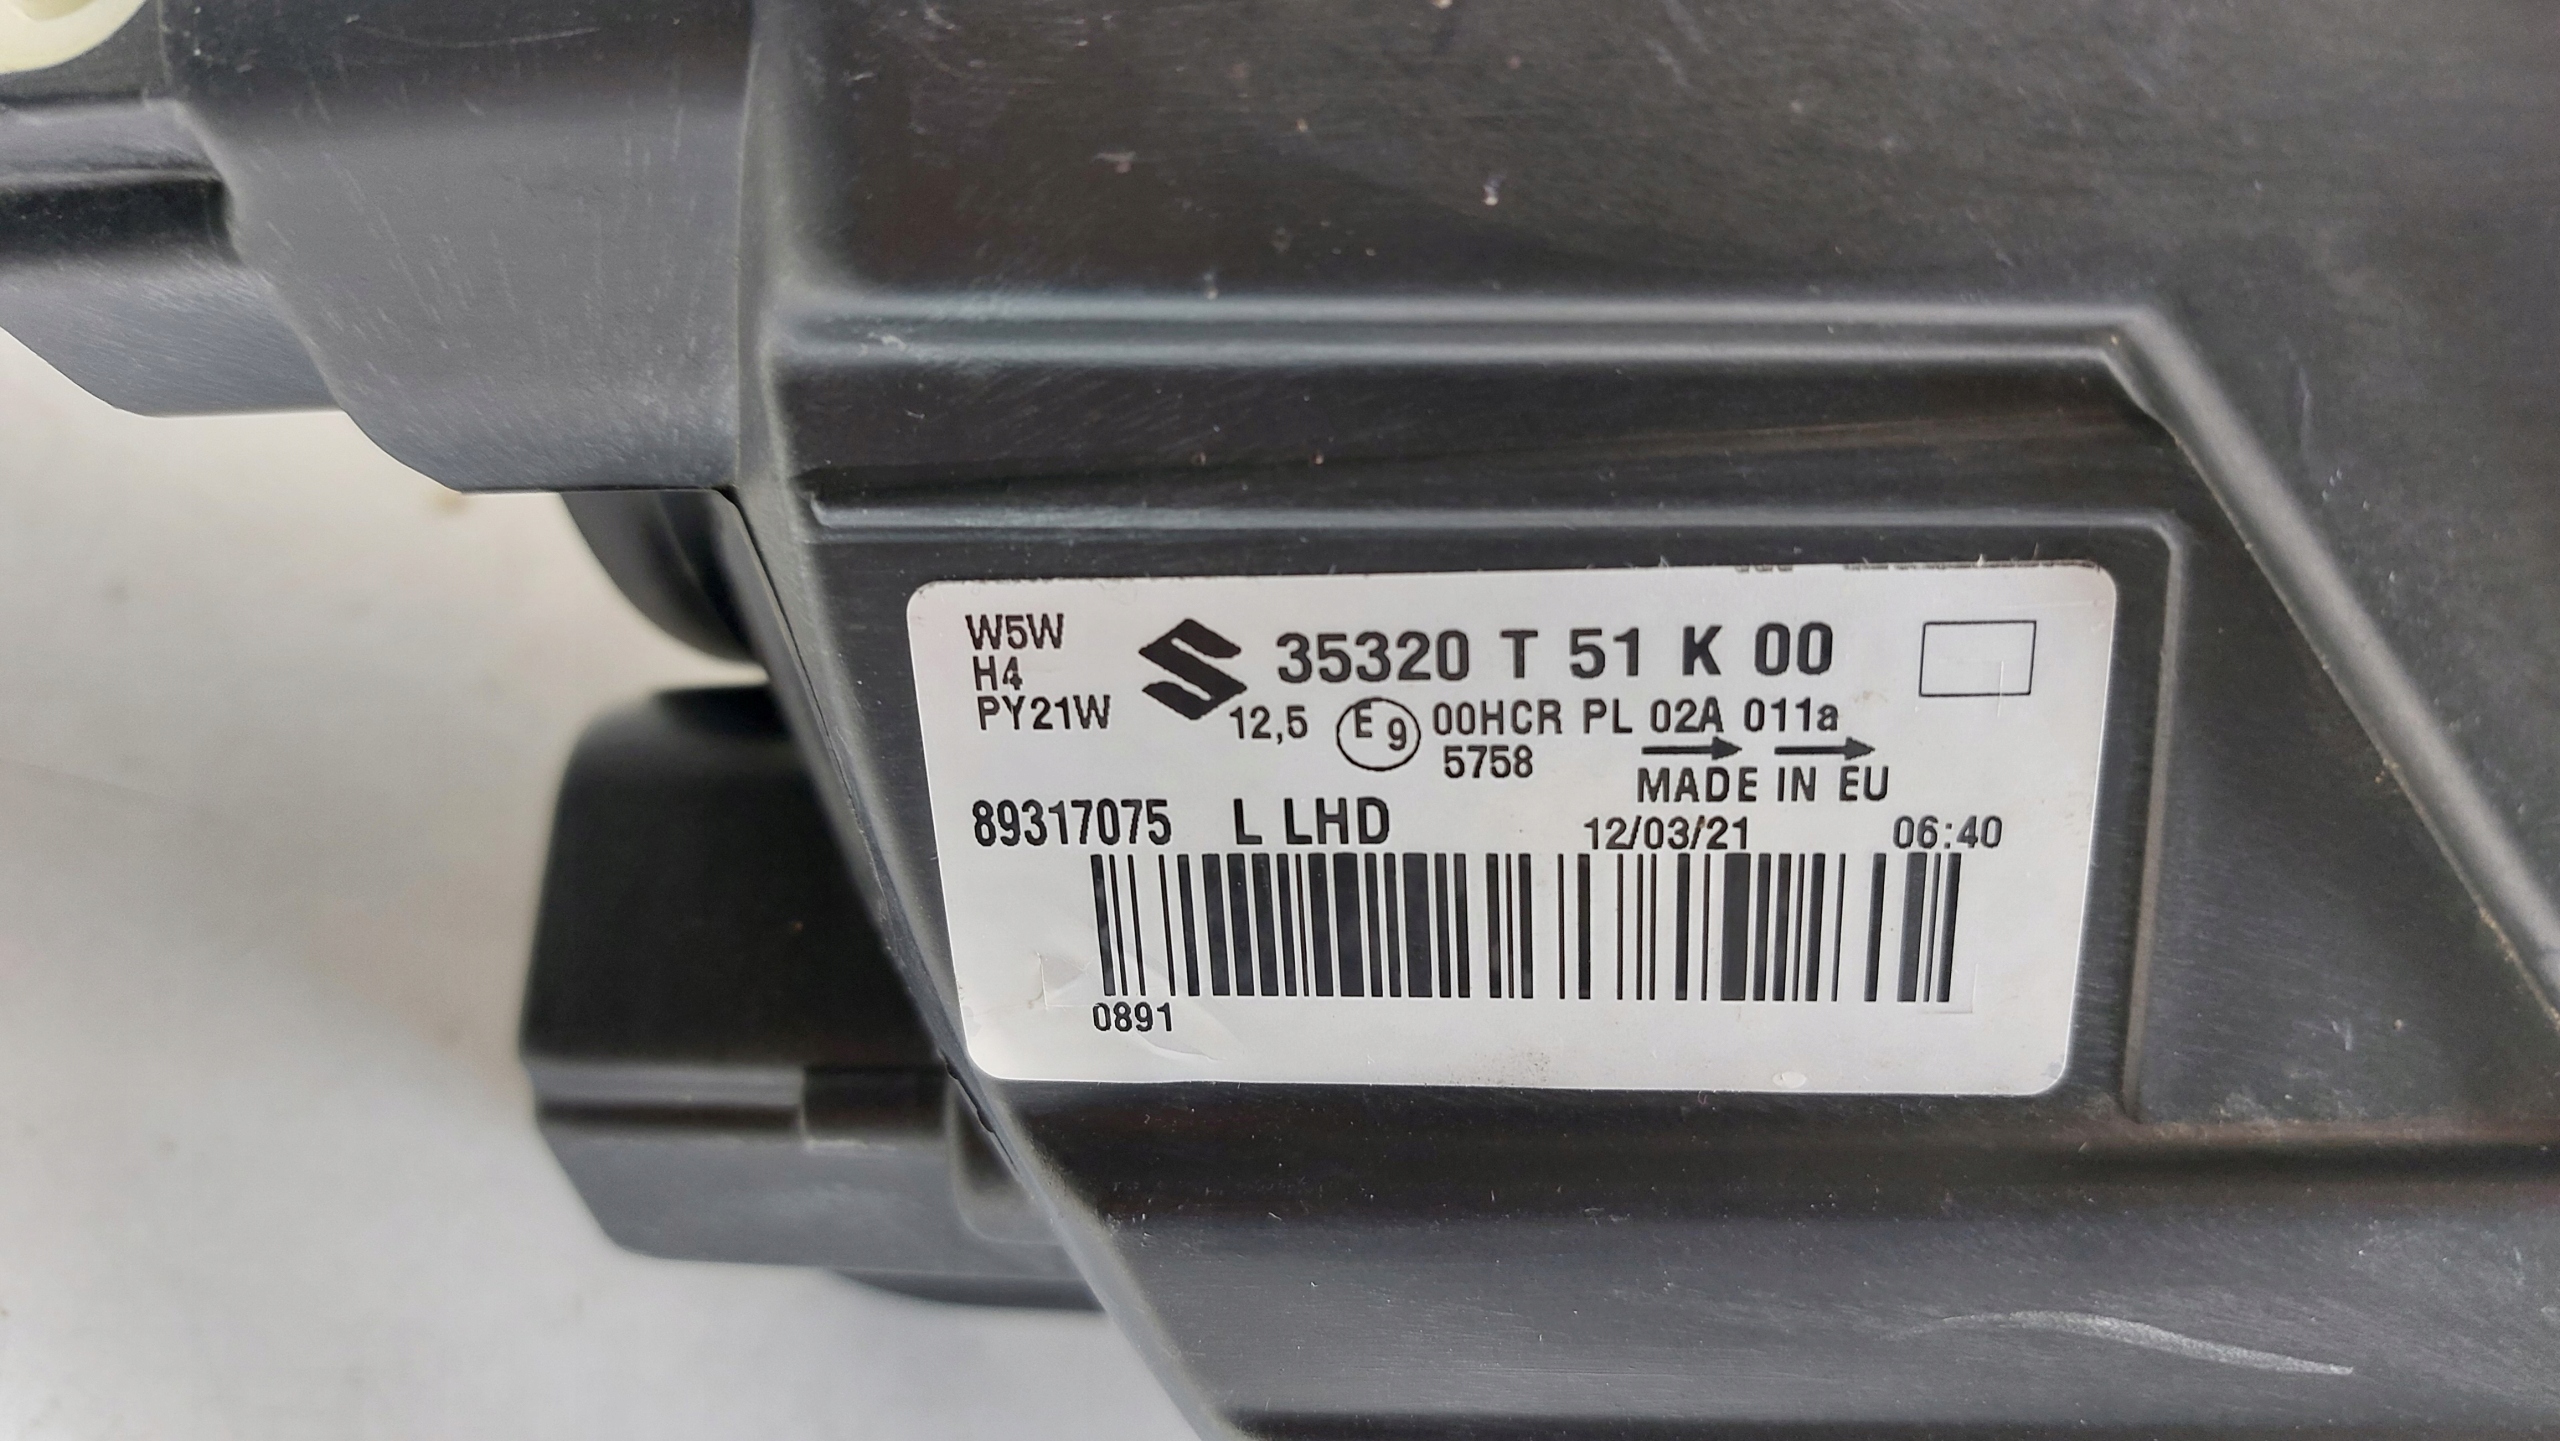 W5W
H4
PY21W
35320 T 51 K 00
12,5 E9 00HCR PL 02A 011a
5758
MADE IN EU
89317075 L LHD 12/03/21 06:40
0891